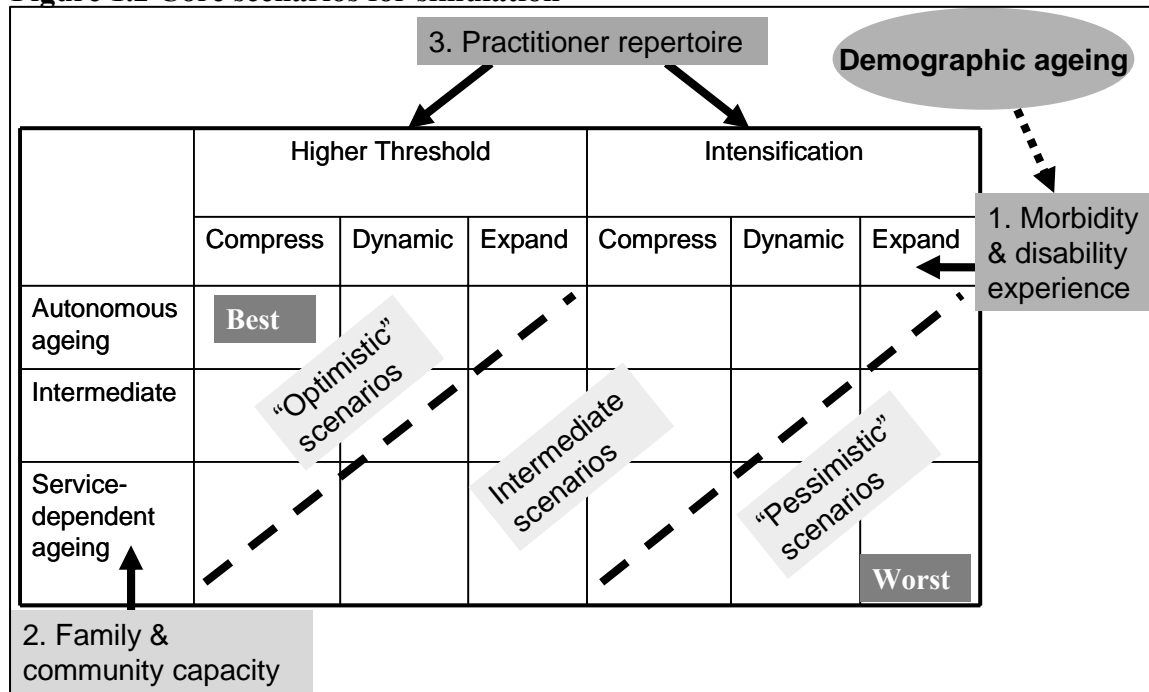 Figure 1.2 Core scenarios for simulation
3. Practitioner repertoire
Demographic ageing
Higher Threshold
Intensification
1. Morbidity
& disability
experience
Compress
Dynamic
Expand
Compress
Dynamic
Expand
Autonomous
ageing
Best
“Optimistic”
scenarios
Intermediate
Intermediate
scenarios
“Pessimistic”
scenarios
Service-
dependent
ageing
Worst
2. Family &
community capacity